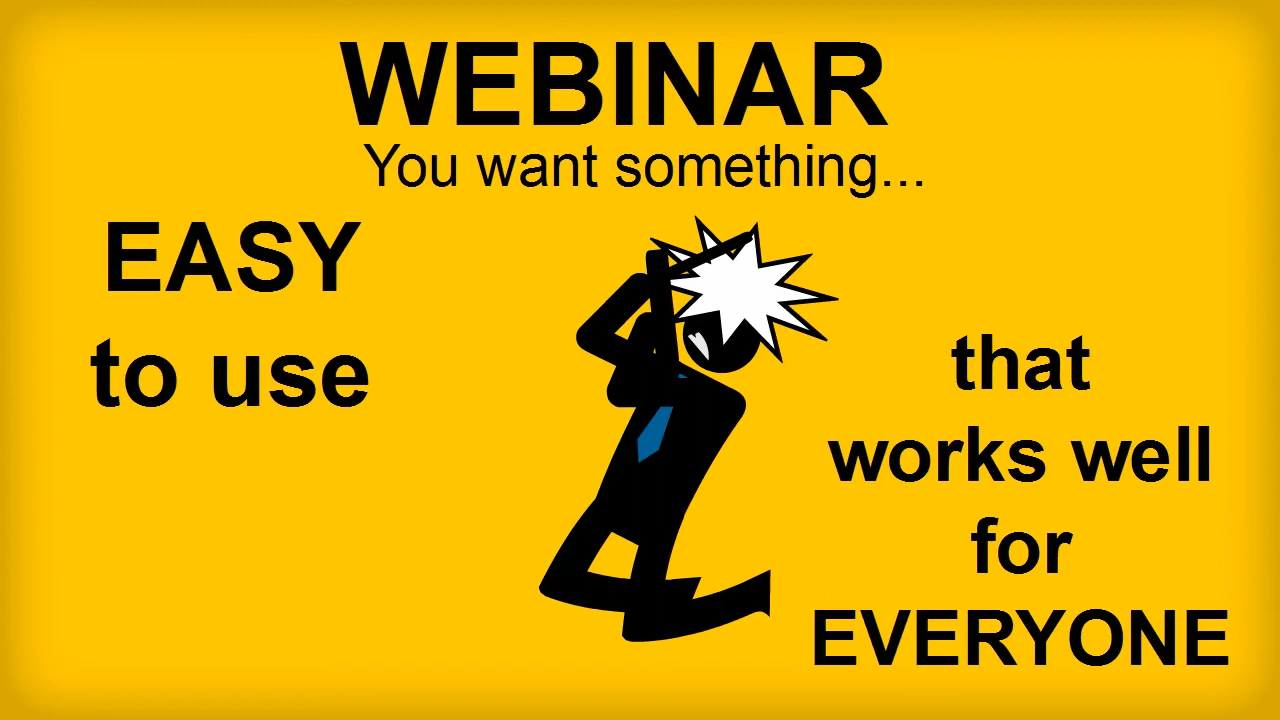 WEBINAR
You want something...
EASY
to use
that
works well
for
EVERYONE